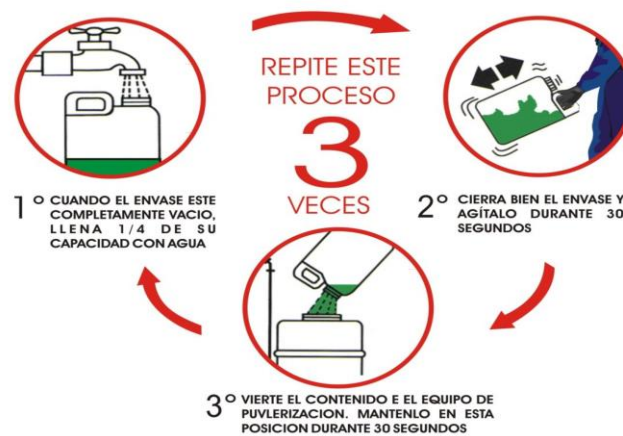 REPITE ESTE
PROCESO
3
VECES
1º CUANDO EL ENVASE ESTE
COMPLETAMENTE VACIO,
LLENA 1/4 DE SU
CAPACIDAD CON AGUA
2º CIERRA BIEN EL ENVASE Y
AGÍTALO DURANTE 30
SEGUNDOS
3º VIERTE EL CONTENIDO E EL EQUIPO DE
PUVLERIZACION. MANTENLO EN ESTA
POSICION DURANTE 30 SEGUNDOS